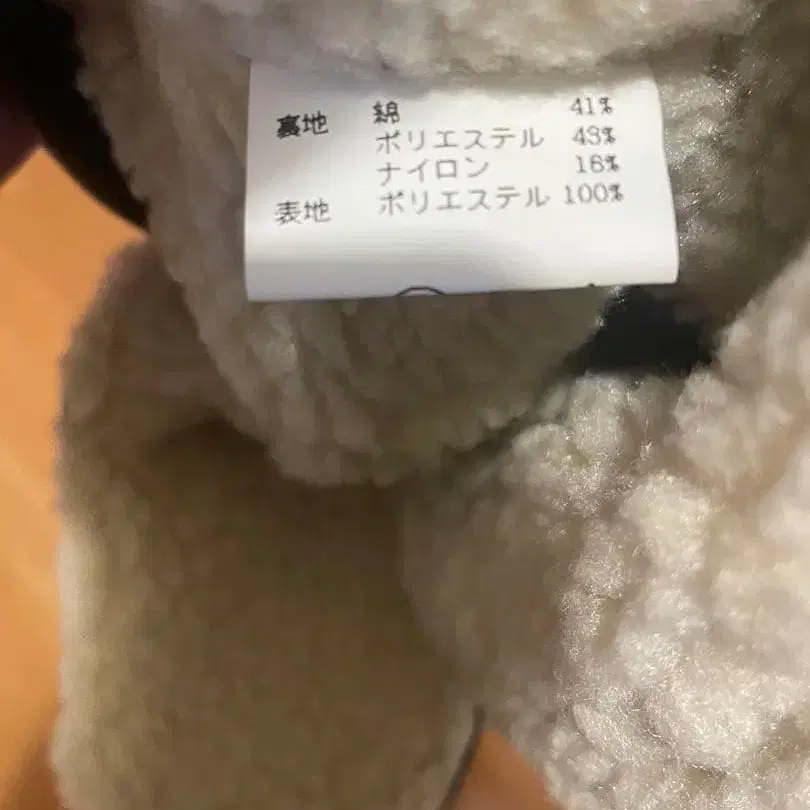 裏地 綿 41%
ポリエステル 43%
ナイロン 16%
表地 ポリエステル 100%